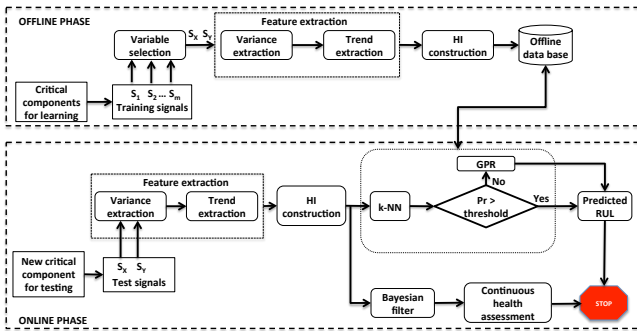 OFFLINE PHASE
Feature extraction
Variable
selection
SX SY
Variance
extraction
Trend
extraction
HI
construction
Offline
data base
Critical
components
for learning
S1 S2 ... Sm
Training signals
ONLINE PHASE
Feature extraction
Variance
extraction
Trend
extraction
HI
construction
k-NN
GPR
No
Pr >
threshold
Yes
Predicted
RUL
New critical
component
for testing
SX SY
Test signals
Bayesian
filter
Continuous
health
assessment
STOP